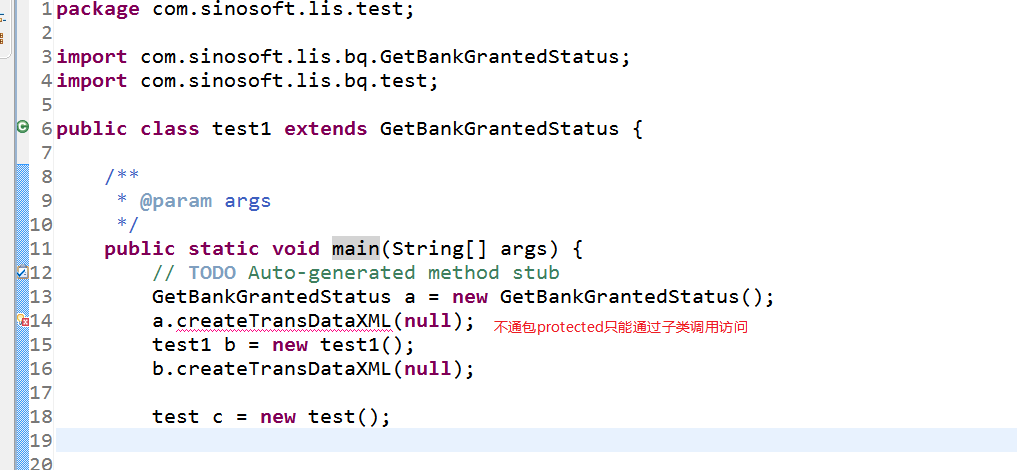 1 package com.sinosoft.lis.test;
2
3 import com.sinosoft.lis.bq.GetBankGrantedStatus;
4 import com.sinosoft.lis.bq.test;
5
6 public class test1 extends GetBankGrantedStatus {
7
8 /**
9 * @param args
10 */
11 public static void main(String[] args) {
12 // TODO Auto-generated method stub
13 GetBankGrantedStatus a = new GetBankGrantedStatus();
14 a.createTransDataXML(null); 不通包protected只能通过子类调用访问
15 test1 b = new test1();
16 b.createTransDataXML(null);
17
18 test c = new test();
19
20